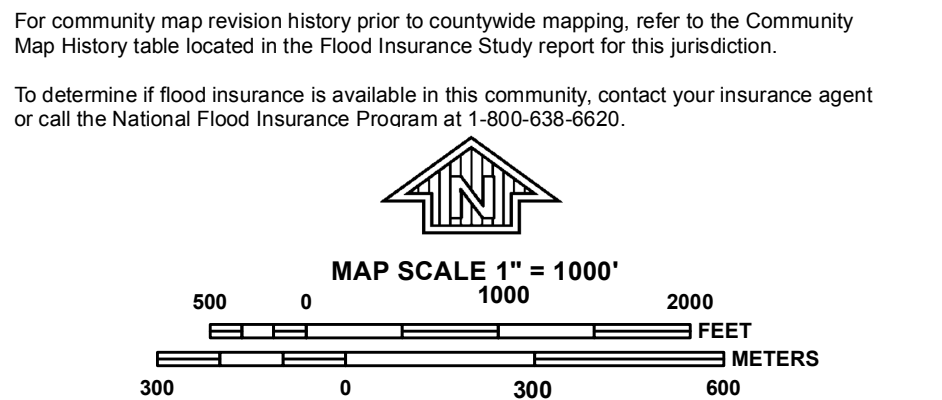 For community map revision history prior to countywide mapping, refer to the Community
Map History table located in the Flood Insurance Study report for this jurisdiction.
To determine if flood insurance is available in this community, contact your insurance agent
or call the National Flood Insurance Program at 1-800-638-6620.
N
MAP SCALE 1" = 1000'
500 0 1000 2000
FEET
METERS
300 0 300 600